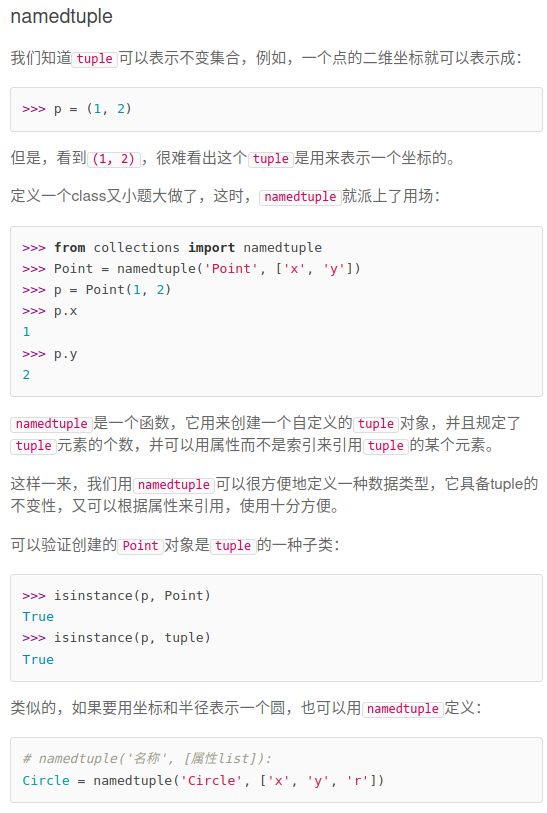 namedtuple
我们知道tuple可以表示不变集合，例如，一个点的二维坐标就可以表示成：
>>> p = (1, 2)
但是，看到(1, 2)，很难看出这个tuple是用来表示一个坐标的。
定义一个class又小题大做了，这时，namedtuple就派上了用场：
>>> from collections import namedtuple
>>> Point = namedtuple('Point', ['x', 'y'])
>>> p = Point(1, 2)
>>> p.x
1
>>> p.y
2
namedtuple是一个函数，它用来创建一个自定义的tuple对象，并且规定了
tuple元素的个数，并可以用属性而不是索引来引用tuple的某个元素。
这样一来，我们用namedtuple可以很方便地定义一种数据类型，它具备tuple的
不变性，又可以根据属性来引用，使用十分方便。
可以验证创建的Point对象是tuple的一种子类：
>>> isinstance(p, Point)
True
>>> isinstance(p, tuple)
True
类似的，如果要用坐标和半径表示一个圆，也可以用namedtuple定义：
# namedtuple('名称', [属性list]):
Circle = namedtuple('Circle', ['x', 'y', 'r'])